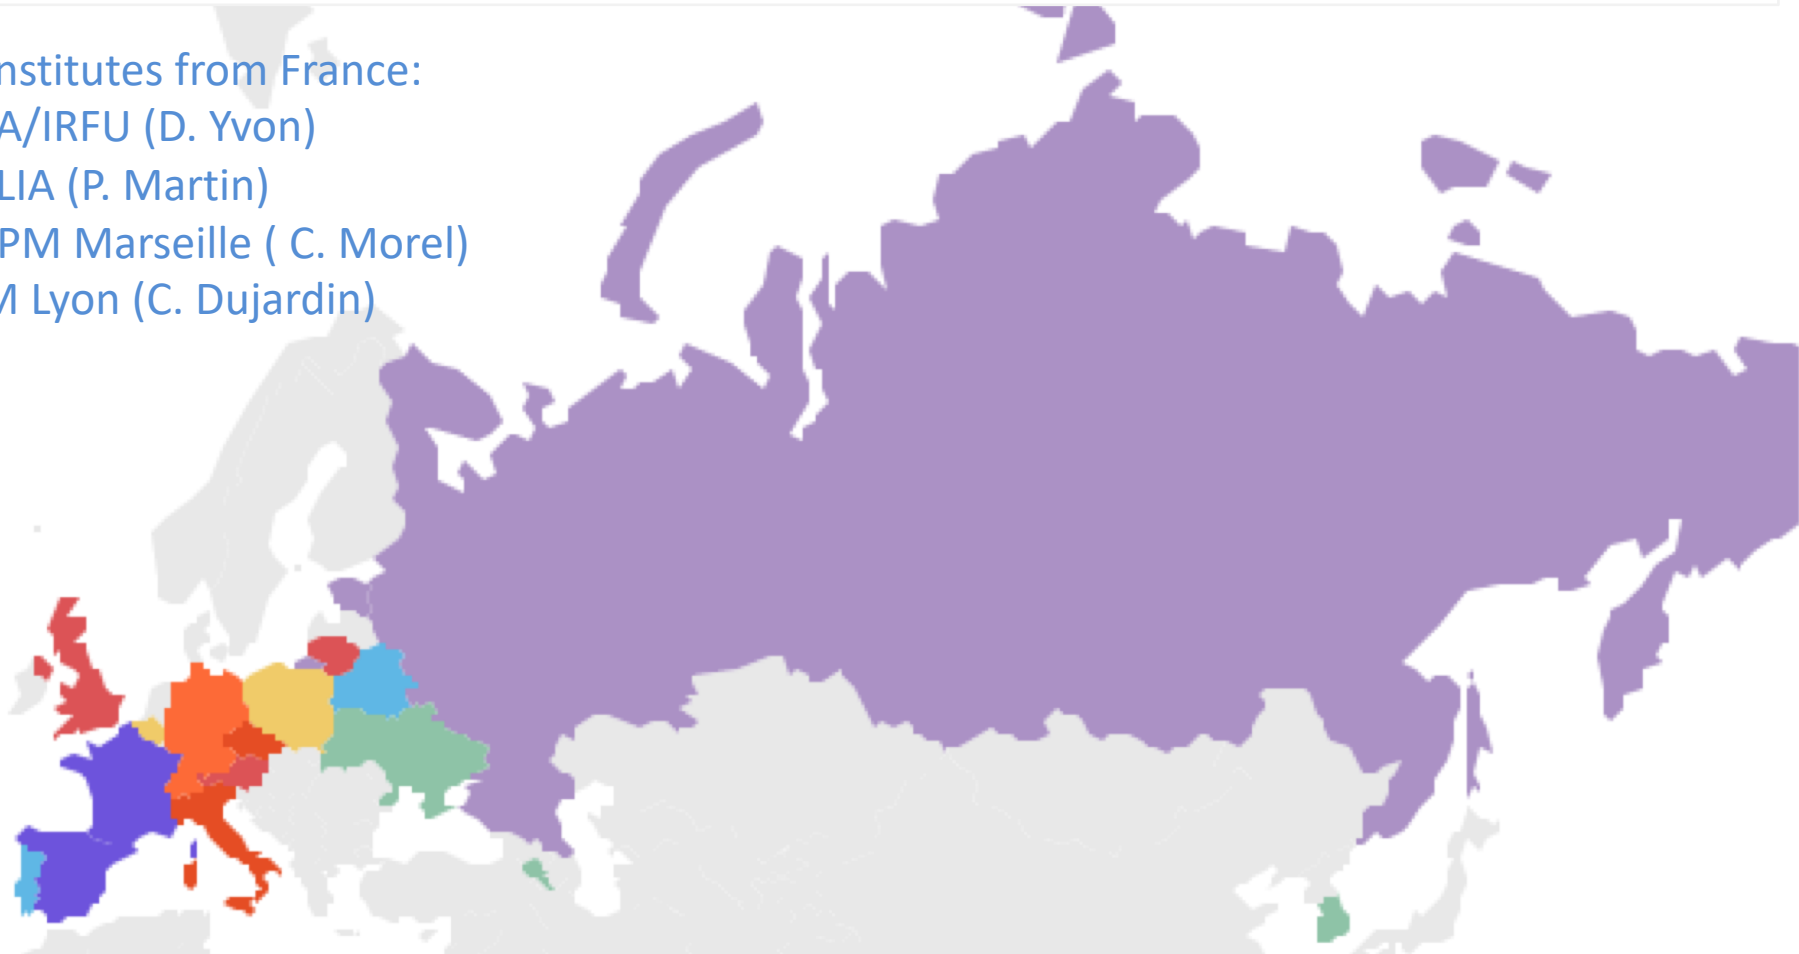 nstitutes from France:
A/IRFU (D. Yvon)
LIA (P. Martin)
PM Marseille ( C. Morel)
M Lyon (C. Dujardin)